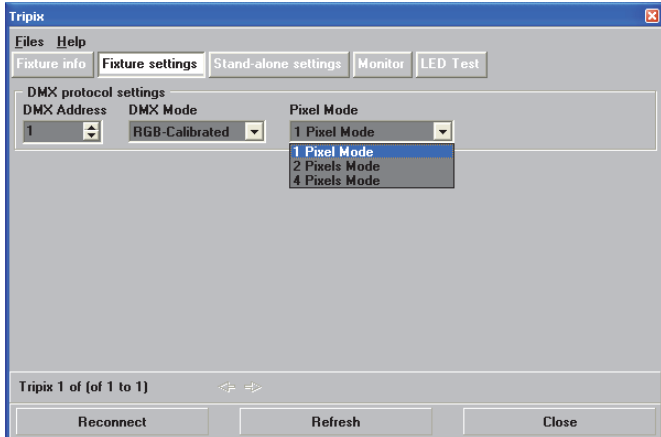 Tripix
Files Help
Fixture info Fixture settings Stand-alone settings Monitor LED Test
DMX protocol settings
DMX Address DMX Mode Pixel Mode
1 RGB-Calibrated 1 Pixel Mode
1 Pixel Mode
2 Pixels Mode
4 Pixels Mode
Tripix 1 of (of 1 to 1)
Reconnect Refresh Close